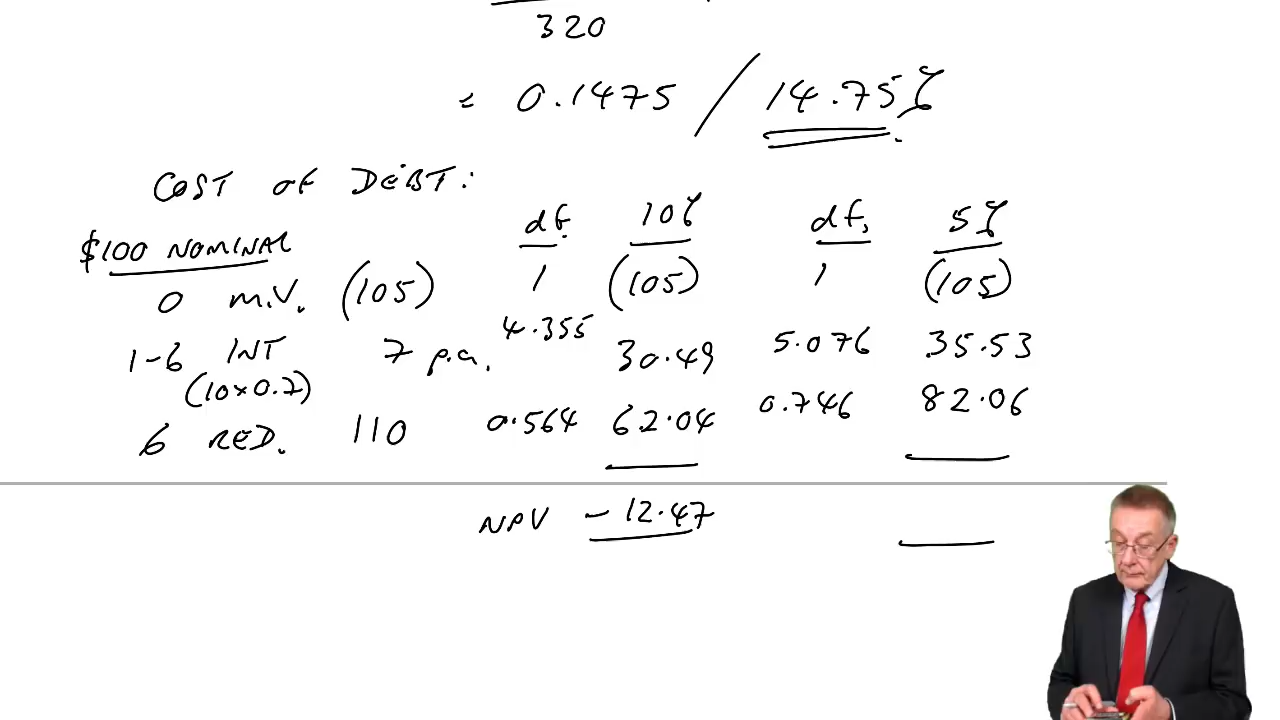 320
= 0.1475 / 14.75%
COST OF DEBT:
$100 NOMINAL df. 10% df, 5%
0 M.V. (105) 1 (105) 1 (105)
1-6 INT 7 p.a. 4.355 30.49 5.076 35.53
(10x0.7)
6 RED. 110 0.564 62.04 0.746 82.06
NPV -12.47